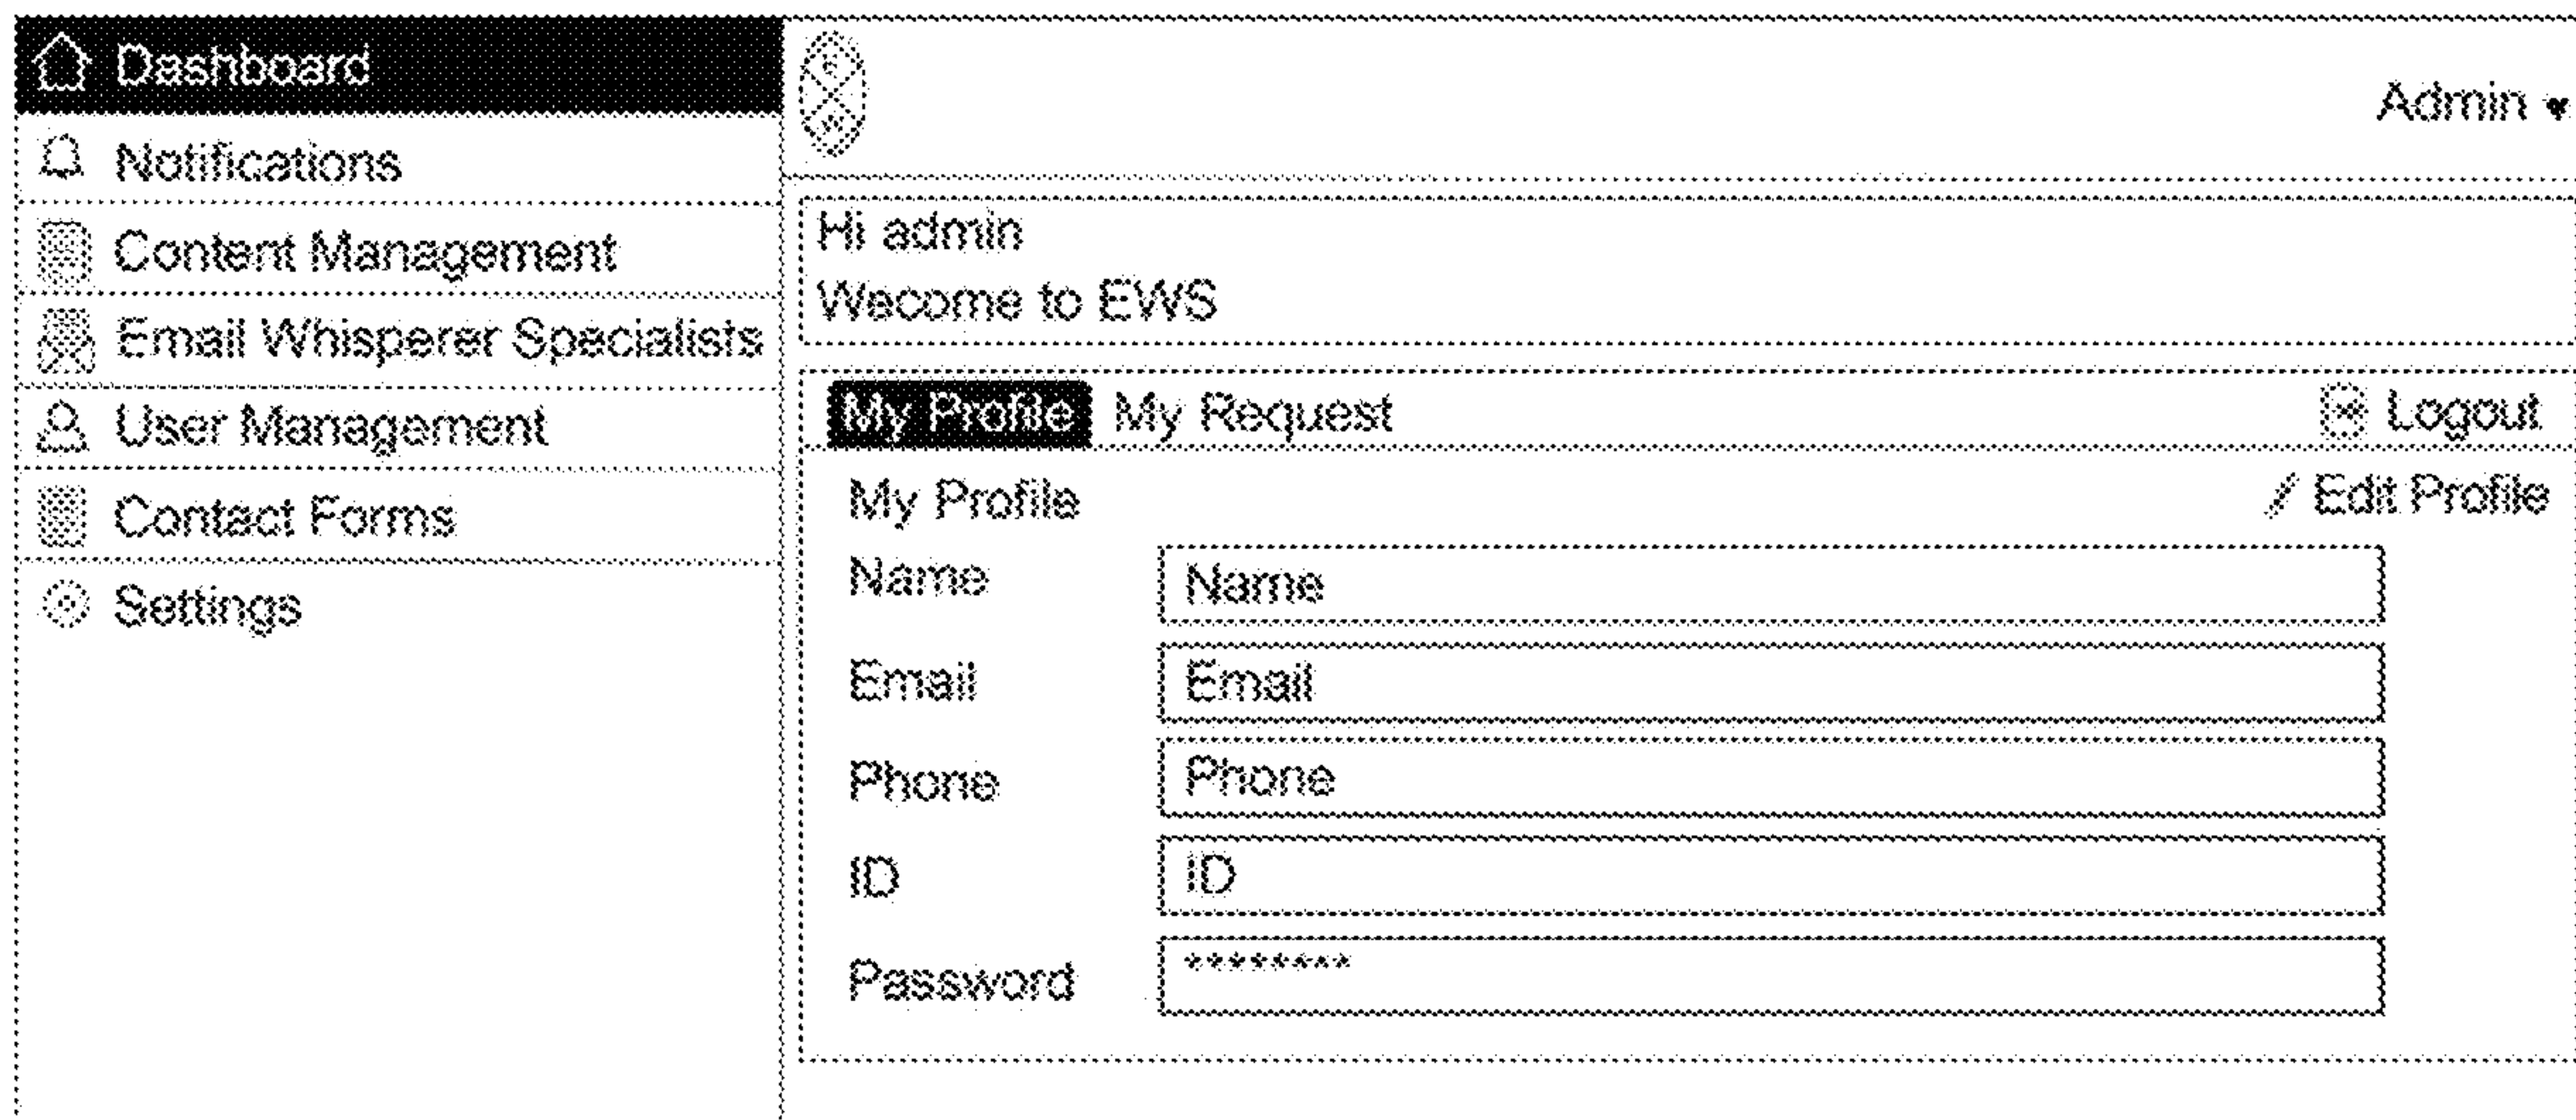 Dashboard
Notifications
Content Management
Email Whisperer Specialists
User Management
Contact Forms
Settings
Admin
Hi admin
Wecome to EWS
My Profile My Request Logout
My Profile Edit Profile
Name Name
Email Email
Phone Phone
ID ID
Password ********